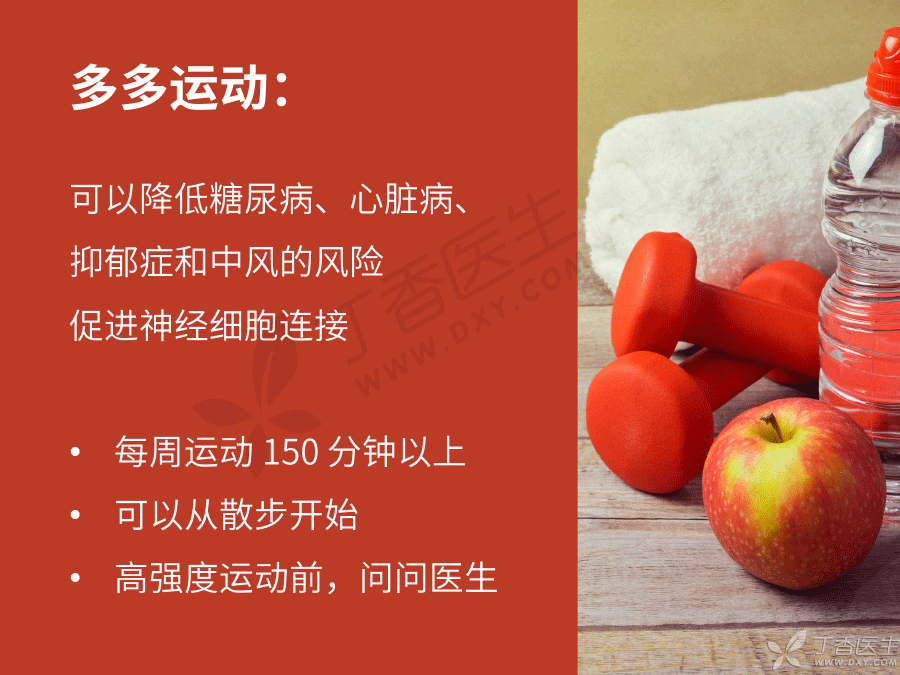 多多运动：
可以降低糖尿病、心脏病、
抑郁症和中风的风险
促进神经细胞连接
• 每周运动 150 分钟以上
• 可以从散步开始
• 高强度运动前，问问医生
丁香医生
WWW.DXY.COM
丁香医生
WWW.DXY.COM